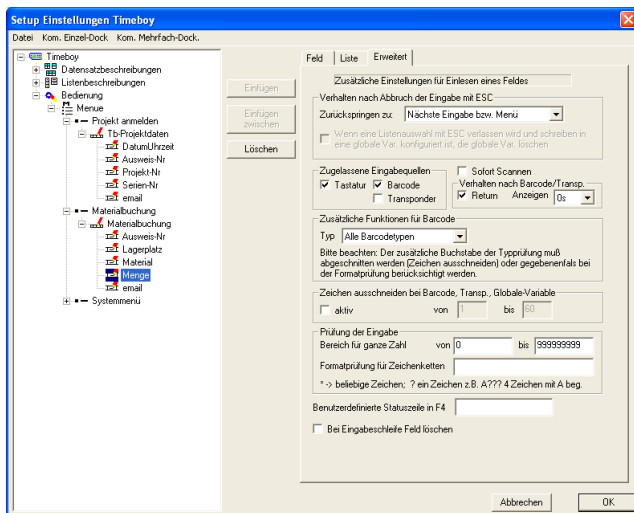 Setup Einstellungen Timeboy
Datei Kom. Einzel-Dock Kom. Mehrfach-Dock.
Timeboy
Datensatzbeschreibungen
Listenbeschreibungen
Bedienung
Menue
Projekt anmelden
Tb-Projektdaten
DatumUhrzeit
Ausweis-Nr
Projekt-Nr
Serien-Nr
email
Materialbuchung
Materialbuchung
Ausweis-Nr
Lagerplatz
Material
Menge
email
Systemmenü
Einfügen
Einfügen
zwischen
Löschen
Feld Liste Erweitert
Zusätzliche Einstellungen für Einlesen eines Feldes
Verhalten nach Abbruch der Eingabe mit ESC
Zurückspringen zu: Nächste Eingabe bzw. Menü
Wenn eine Listenauswahl mit ESC verlassen wird und schreiben in
eine globale Var. konfiguriert ist, die globale Var. löschen
Zugelassene Eingabequellen
Tastatur Barcode
Transponder
Sofort Scannen
Verhalten nach Barcode/Transp.
Return Anzeigen 0s
Zusätzliche Funktionen für Barcode
Typ Alle Barcodetypen
Bitte beachten: Der zusätzliche Buchstabe der Typprüfung muß
abgeschnitten werden (Zeichen ausschneiden) oder gegebenenfalls bei
der Formatprüfung berücksichtigt werden.
Zeichen ausschneiden bei Barcode, Transp., Globale-Variable
aktiv von 1 bis 60
Prüfung der Eingabe
Bereich für ganze Zahl von 0 bis 999999999
Formatprüfung für Zeichenketten
* -> beliebige Zeichen; ? ein Zeichen z.B. A??? 4 Zeichen mit A beg.
Benutzerdefinierte Statuszeile in F4
Bei Eingabeschleife Feld löschen
Abbrechen OK